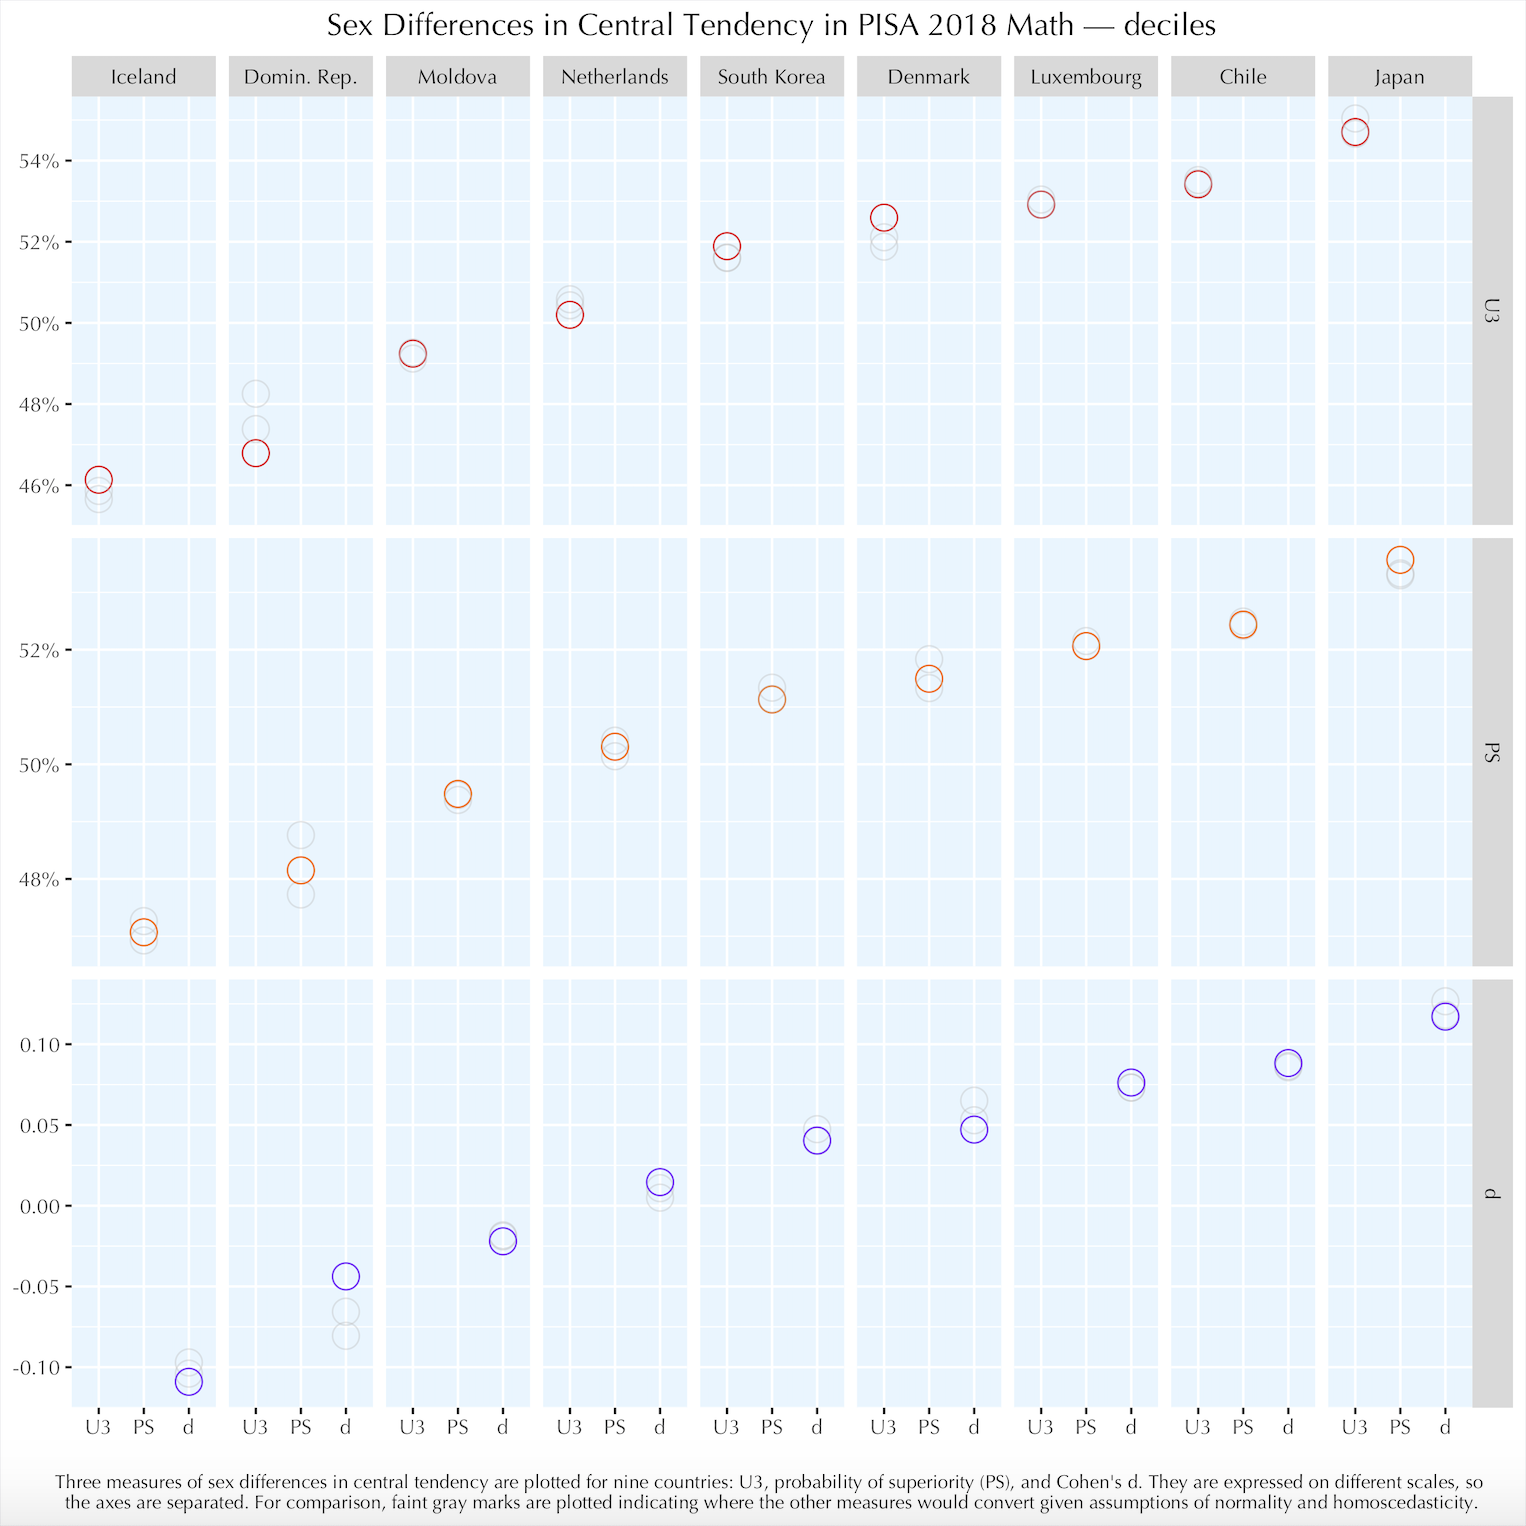 Sex Differences in Central Tendency in PISA 2018 Math — deciles
Iceland Domin. Rep. Moldova Netherlands South Korea Denmark Luxembourg Chile Japan
54%
52%
50%
48%
46%
U3
52%
50%
48%
PS
0.10
0.05
0.00
-0.05
-0.10
d
U3 PS d U3 PS d U3 PS d U3 PS d U3 PS d U3 PS d U3 PS d U3 PS d U3 PS d
Three measures of sex differences in central tendency are plotted for nine countries: U3, probability of superiority (PS), and Cohen's d. They are expressed on different scales, so
the axes are separated. For comparison, faint gray marks are plotted indicating where the other measures would convert given assumptions of normality and homoscedasticity.